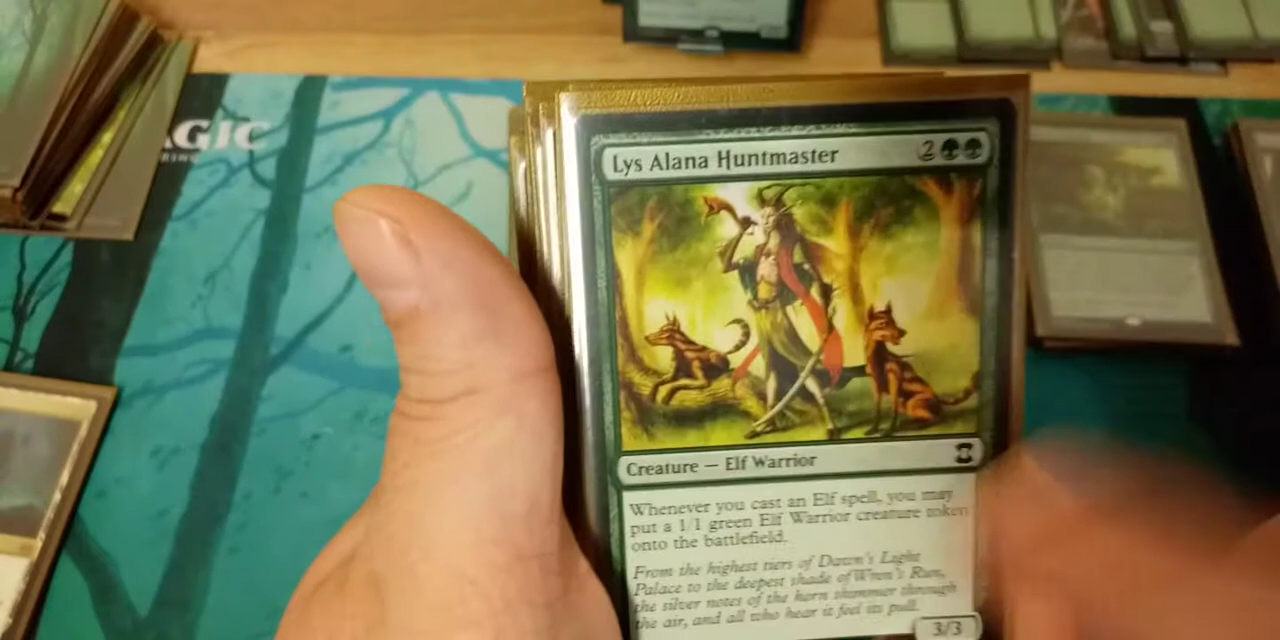 AGIC
Lys Alana Huntmaster 2
Creature — Elf Warrior
Whenever you cast an Elf spell, you may
put a 1/1 green Elf Warrior creature token
onto the battlefield.
From the highest tiers of Dawn's Light
Palace to the deepest shade of Wren's Run,
the silver notes of the horn shimmer through
the air, and all who hear it feel its pull.
3/3